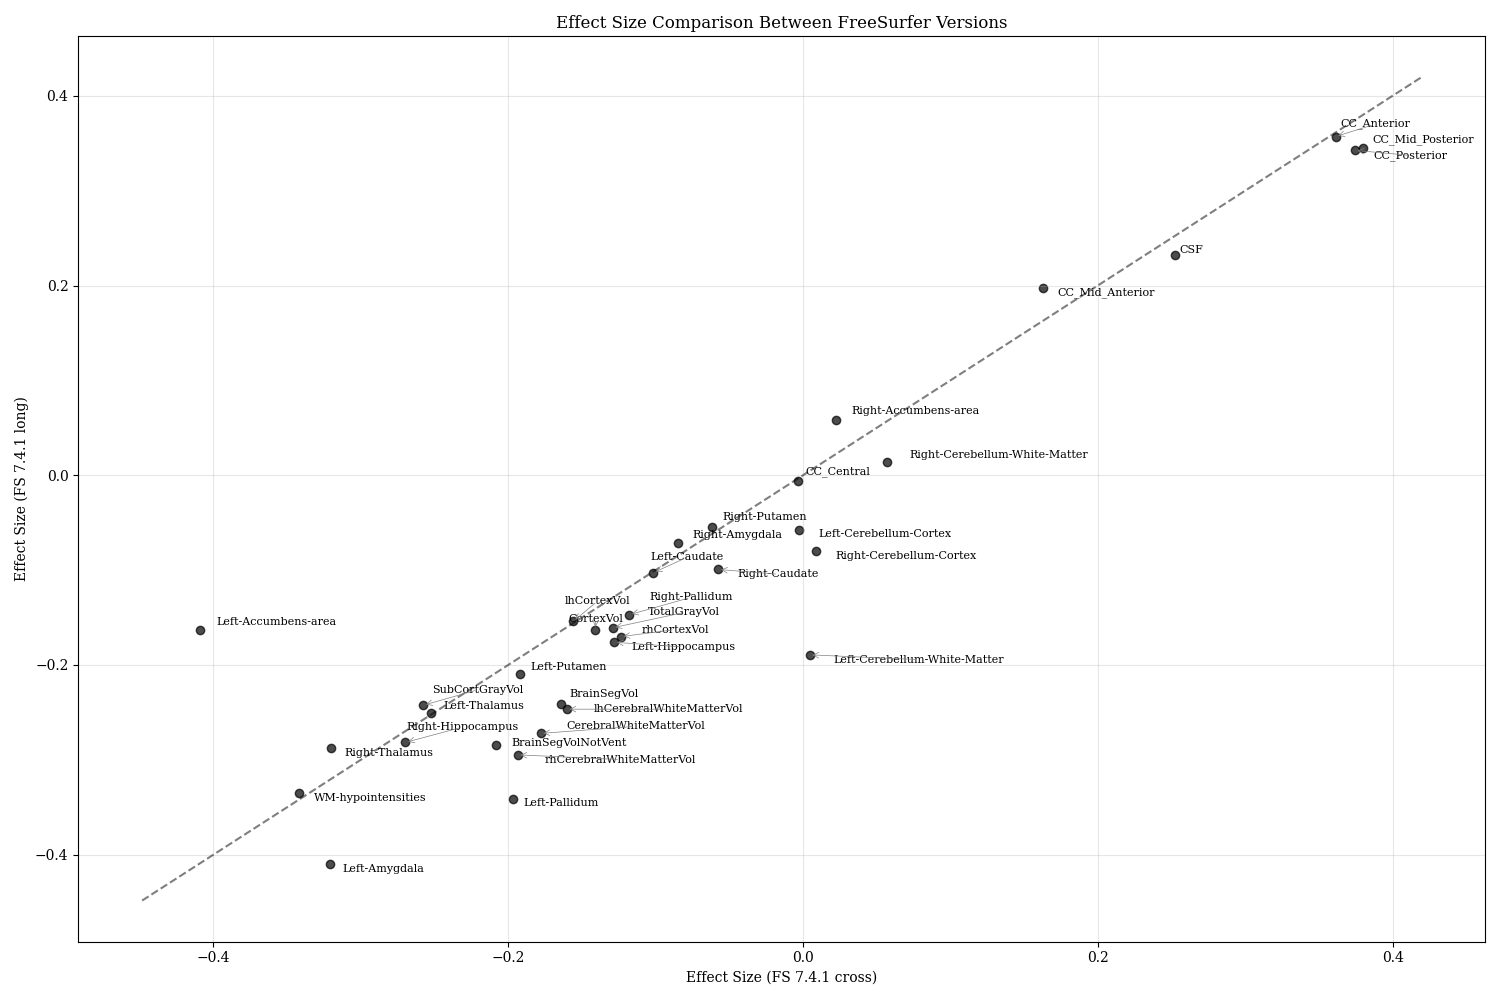 Effect Size Comparison Between FreeSurfer Versions
0.4
CC_Anterior
CC_Mid_Posterior
CC_Posterior
CSF
0.2
CC_Mid_Anterior
Right-Accumbens-area
Right-Cerebellum-White-Matter
0.0
CC_Central
Right-Putamen
Left-Cerebellum-Cortex
Right-Amygdala
Right-Cerebellum-Cortex
Left-Caudate
Right-Caudate
Right-Pallidum
lhCortexVol
TotalGrayVol
CortexVol
Left-Accumbens-area
rhCortexVol
Left-Hippocampus
Left-Cerebellum-White-Matter
−0.2
Left-Putamen
SubCortGrayVol
BrainSegVol
Left-Thalamus
lhCerebralWhiteMatterVol
CerebralWhiteMatterVol
Right-Hippocampus
BrainSegVolNotVent
Right-Thalamus
rhCerebralWhiteMatterVol
WM-hypointensities
Left-Pallidum
−0.4
Left-Amygdala
Effect Size (FS 7.4.1 long)
−0.4
−0.2
0.0
0.2
0.4
Effect Size (FS 7.4.1 cross)